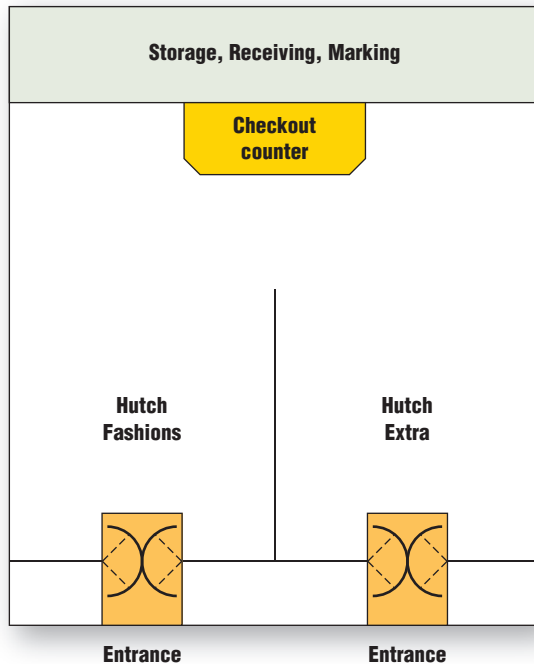 Storage, Receiving, Marking
Checkout
counter
Hutch
Fashions
Hutch
Extra
Entrance
Entrance